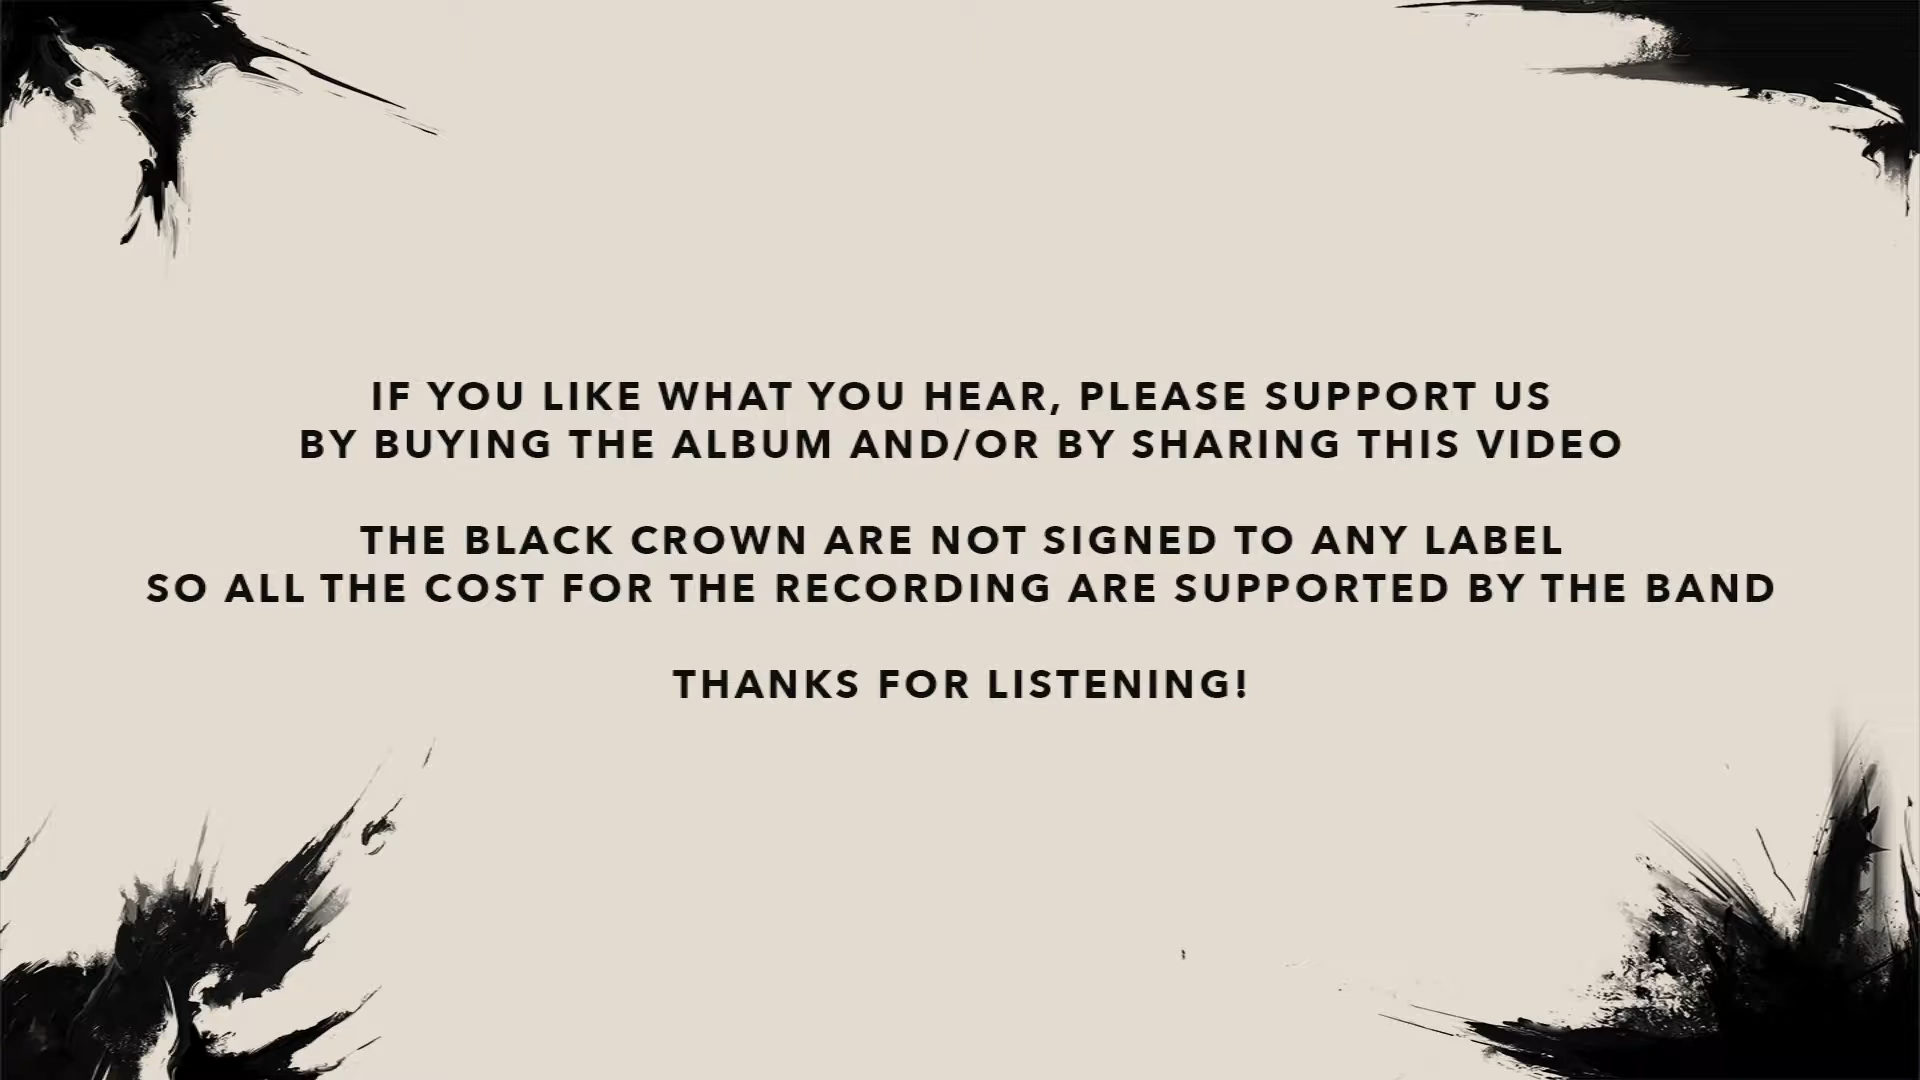 IF YOU LIKE WHAT YOU HEAR, PLEASE SUPPORT US
BY BUYING THE ALBUM AND/OR BY SHARING THIS VIDEO
THE BLACK CROWN ARE NOT SIGNED TO ANY LABEL
SO ALL THE COST FOR THE RECORDING ARE SUPPORTED BY THE BAND
THANKS FOR LISTENING!